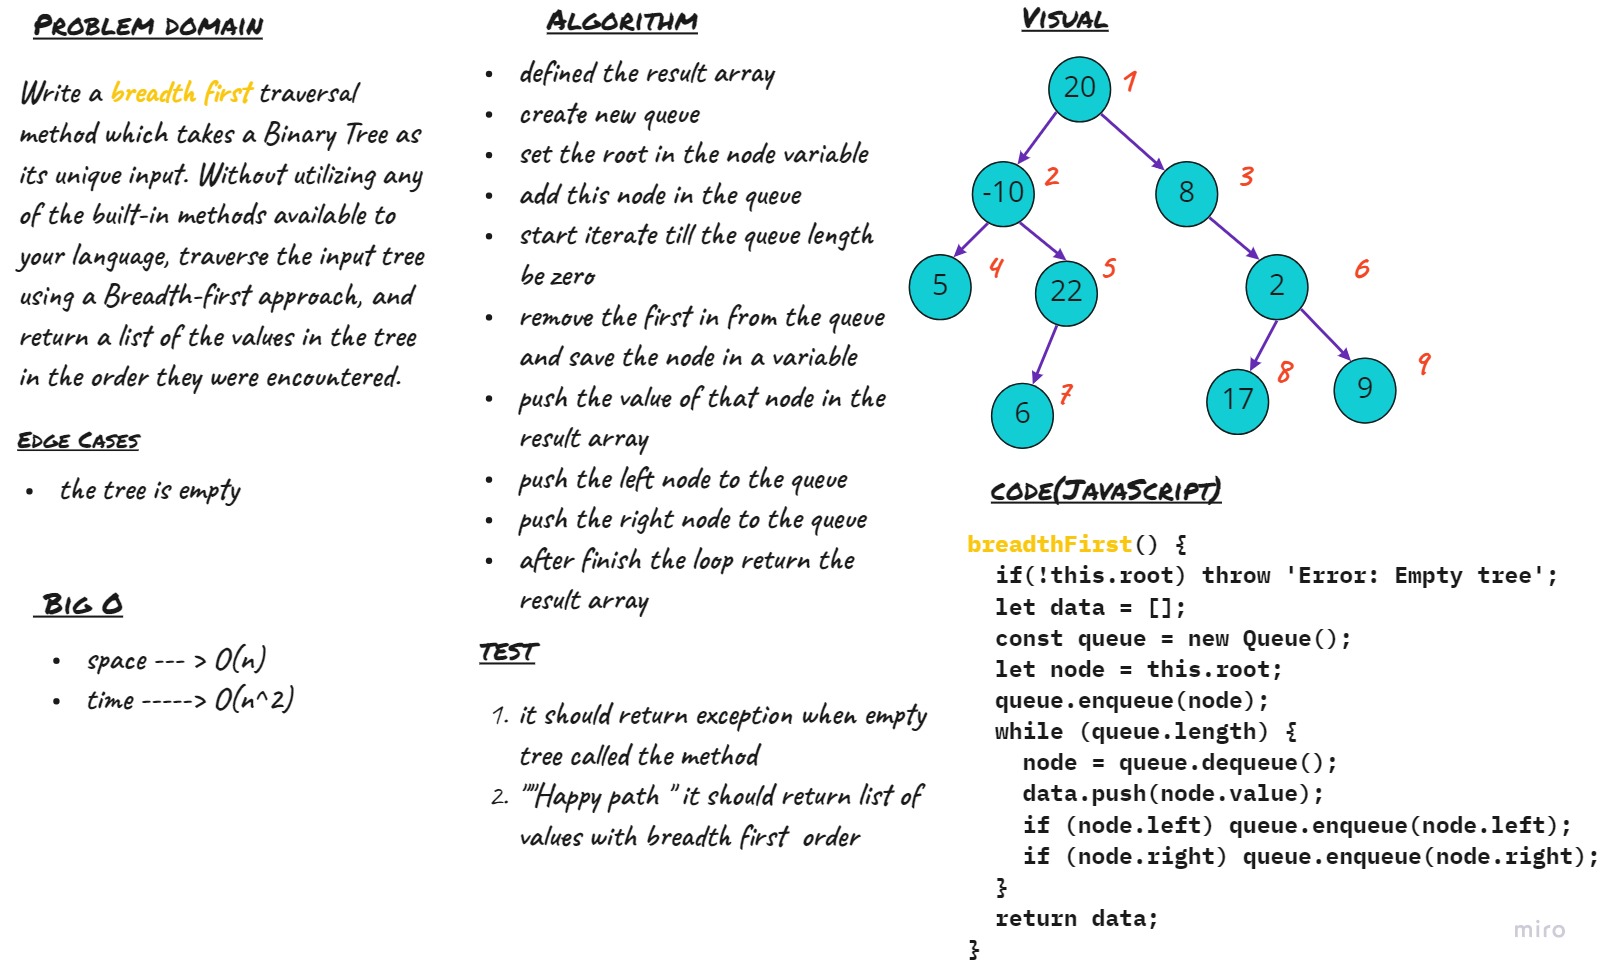 PROBLEM DOMAIN
Write a breadth first traversal
method which takes a Binary Tree as
its unique input. Without utilizing any
of the built-in methods available to
your language, traverse the input tree
using a Breadth-first approach, and
return a list of the values in the tree
in the order they were encountered.
EDGE CASES
• the tree is empty
BIG O
• space --- > O(n)
• time -----> O(n^2)
ALGORITHM
• defined the result array
• create new queue
• set the root in the node variable
• add this node in the queue
• start iterate till the queue length
be zero
• remove the first in from the queue
and save the node in a variable
• push the value of that node in the
result array
• push the left node to the queue
• push the right node to the queue
• after finish the loop return the
result array
TEST
1. it should return exception when empty
tree called the method
2. """Happy path " it should return list of
values with breadth first order
VISUAL
20 1
-10 2 8 3
5 4 22 5 2 6
6 7 17 8 9 9
CODE(JAVASCRIPT)
breadthFirst() {
if(!this.root) throw 'Error: Empty tree';
let data = [];
const queue = new Queue();
let node = this.root;
queue.enqueue(node);
while (queue.length) {
node = queue.dequeue();
data.push(node.value);
if (node.left) queue.enqueue(node.left);
if (node.right) queue.enqueue(node.right);
}
return data;
}
miro